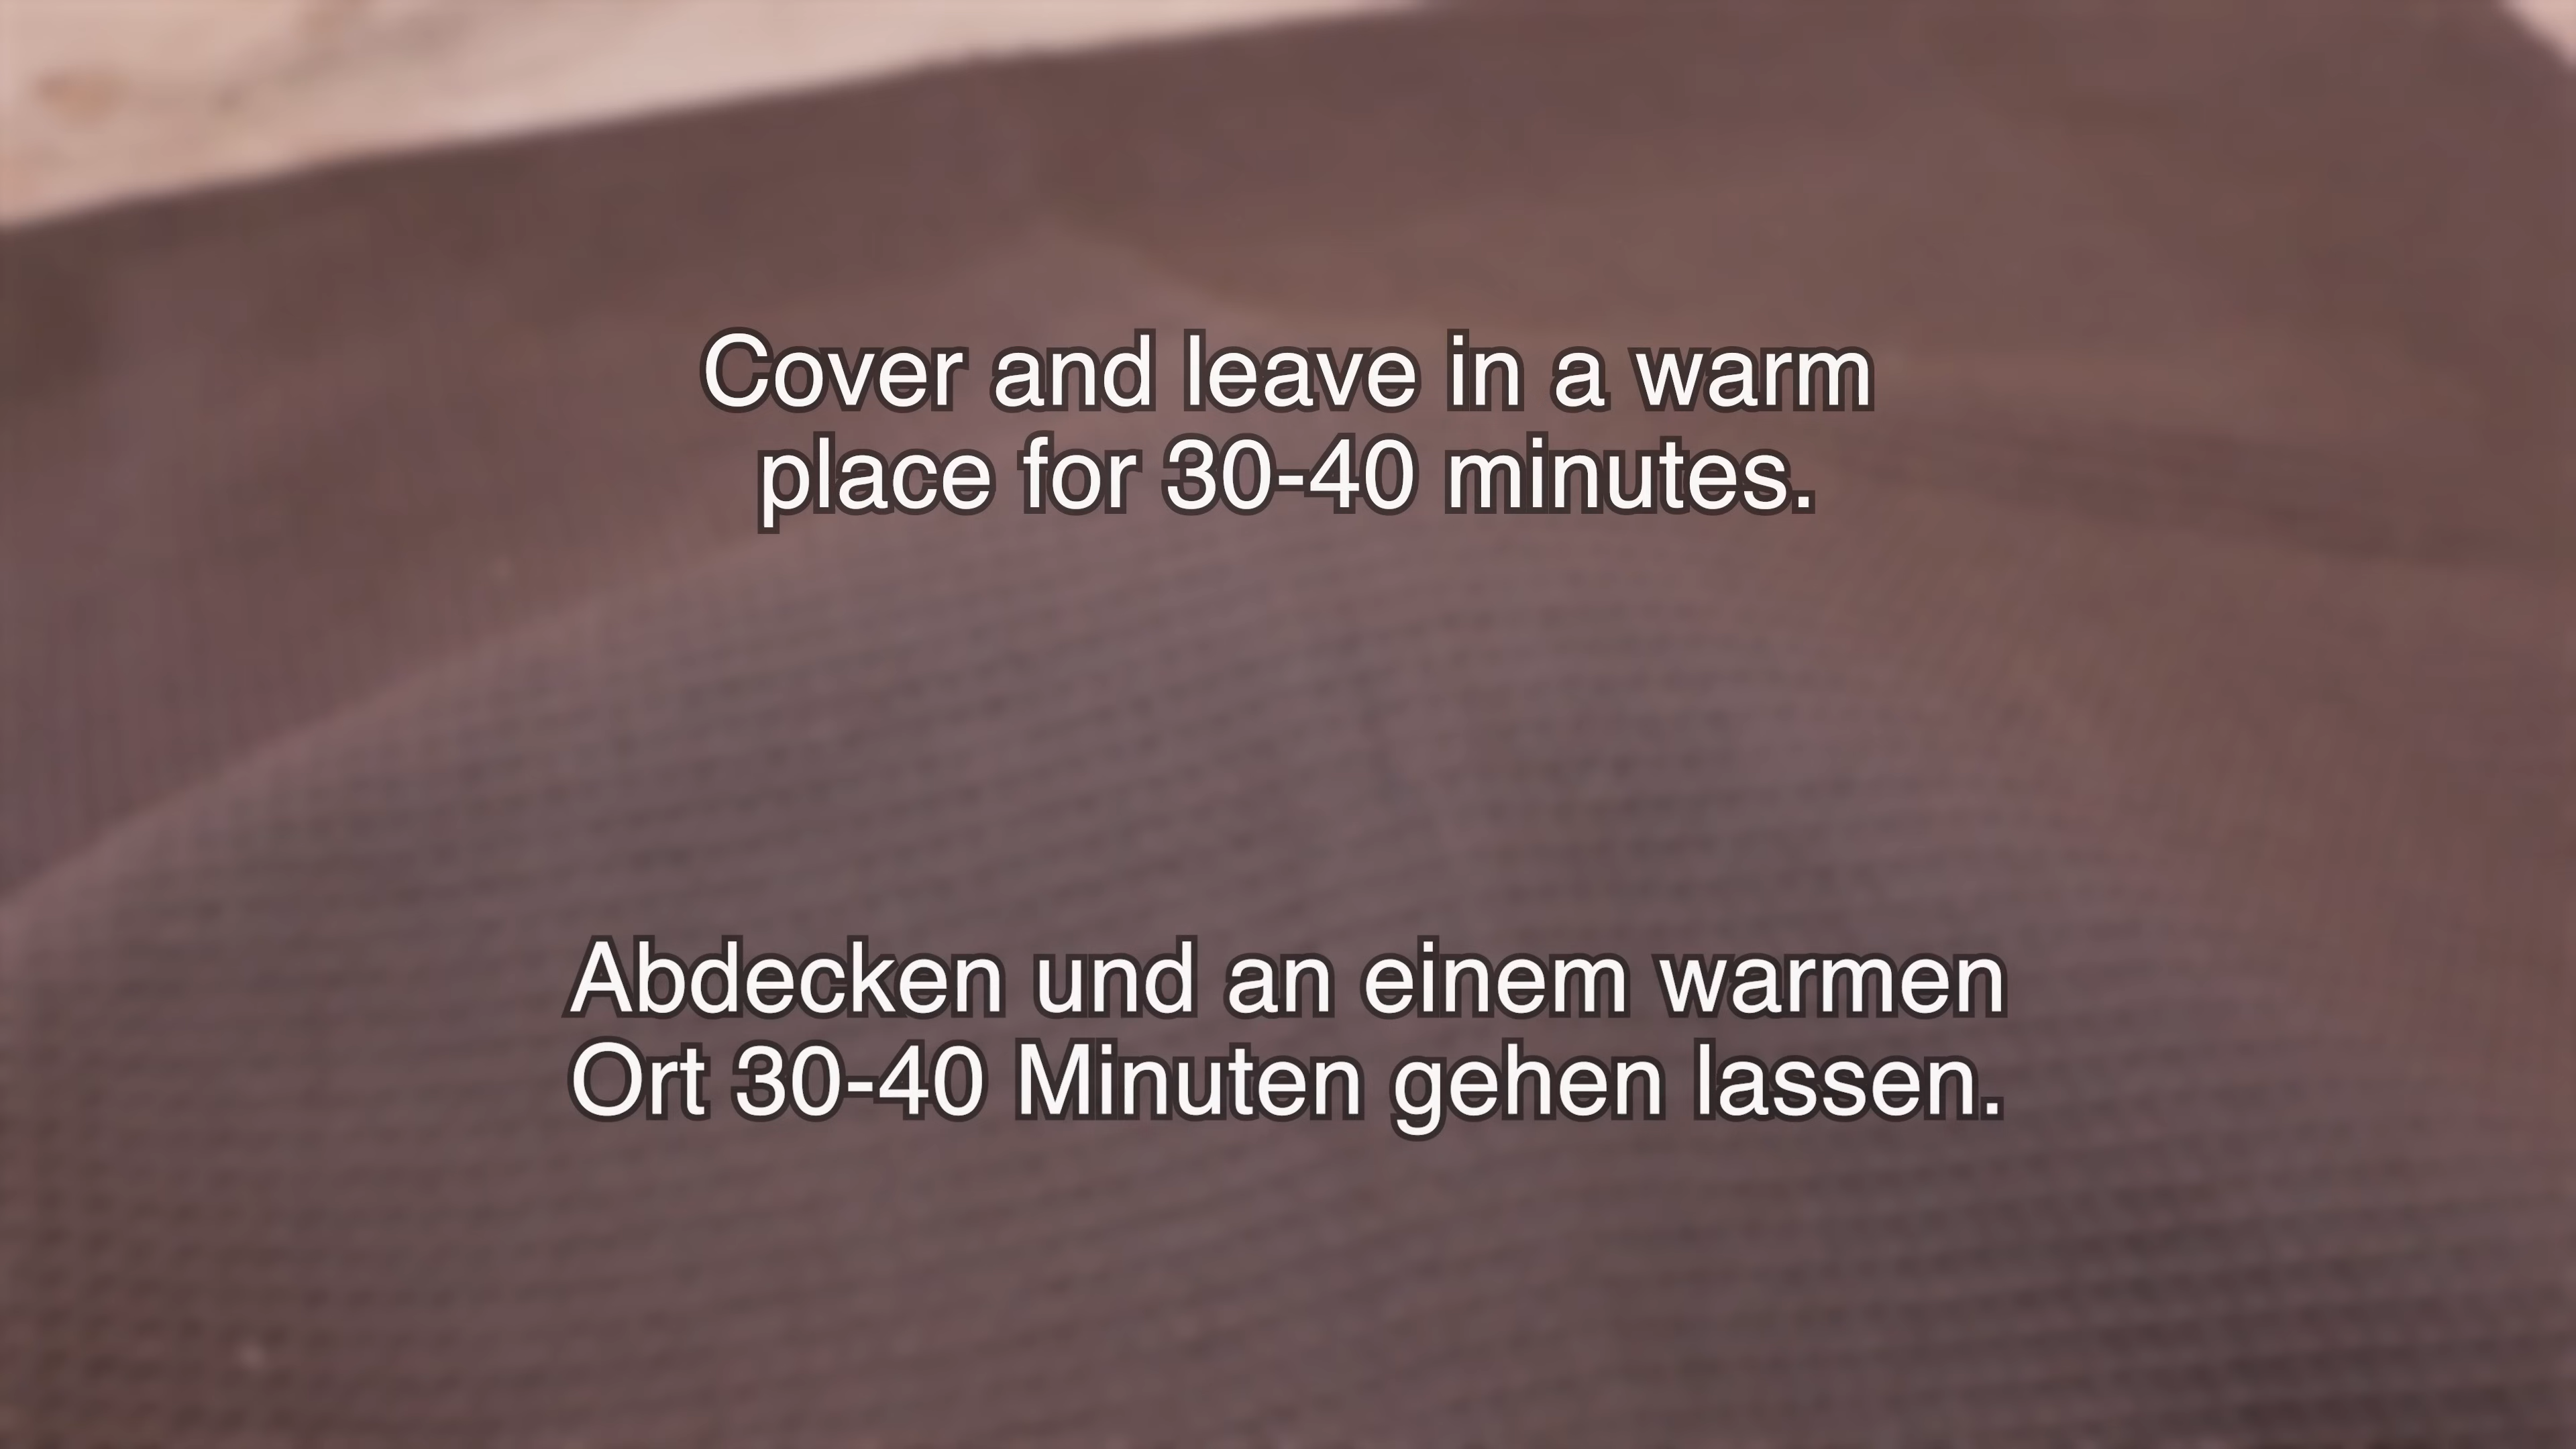 Cover and leave in a warm
place for 30-40 minutes.
Abdecken und an einem warmen
Ort 30-40 Minuten gehen lassen.